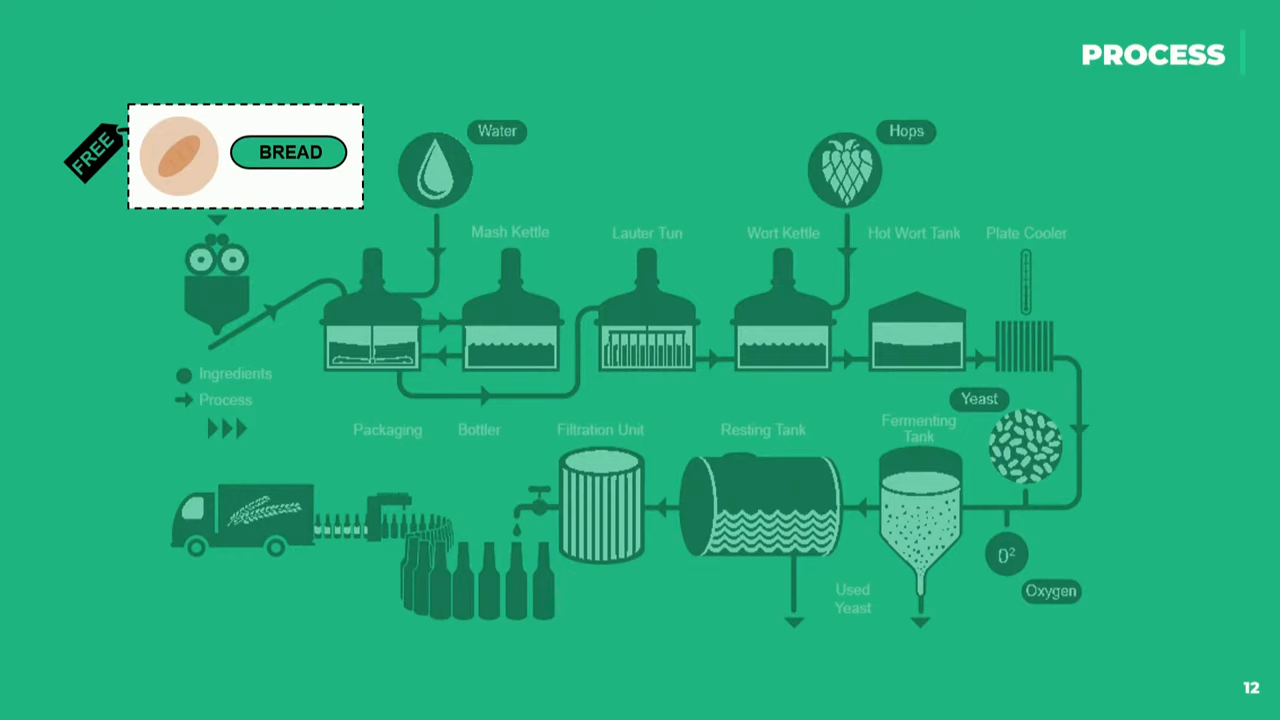 PROCESS
FREE
BREAD
Water
Hops
Mash Kettle
Lauter Tun
Wort Kettle
Hot Wort Tank
Plate Cooler
Ingredients
Process
Yeast
Packaging
Bottler
Filtration Unit
Resting Tank
Fermenting
Tank
0²
Used
Yeast
Oxygen
12